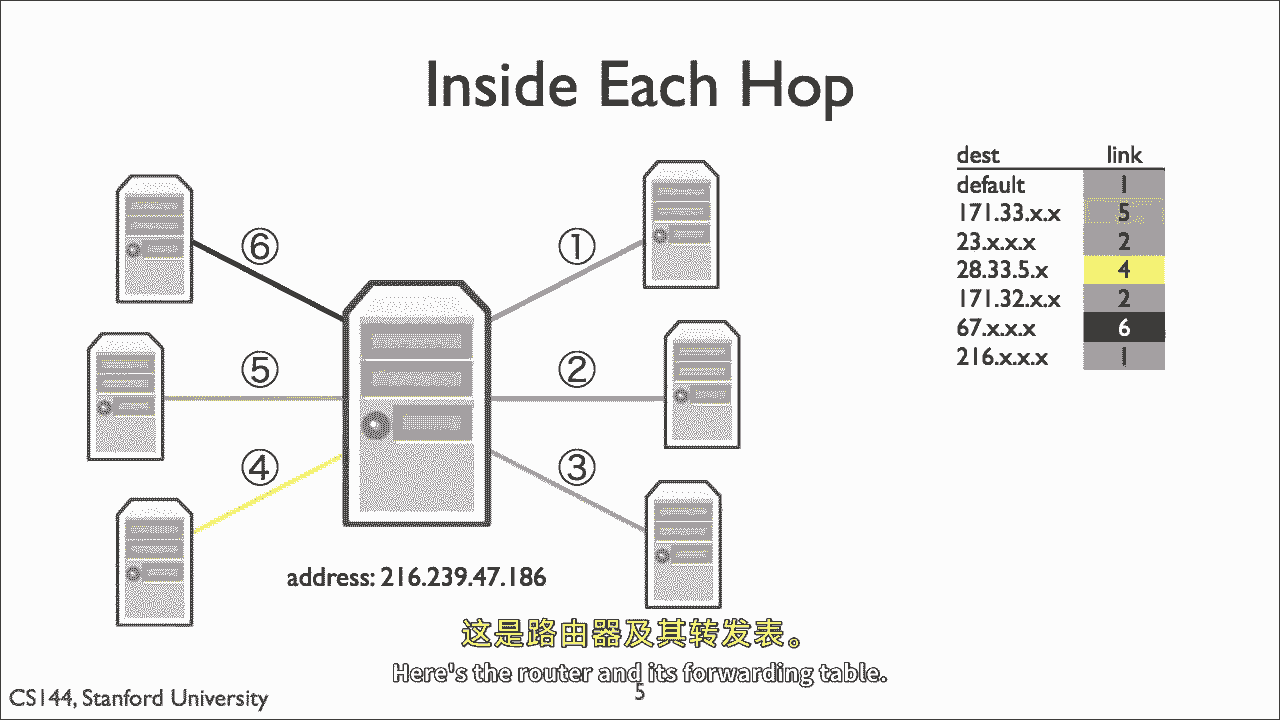 Inside Each Hop
dest link
default 1
171.33.x.x 5
23.x.x.x 2
28.33.5.x 4
171.32.x.x 2
67.x.x.x 6
216.x.x.x 1
⑥ ①
⑤ ②
④ ③
address: 216.239.47.186
这是路由器及其转发表。
Here's the router and its forwarding table.
5
CS144, Stanford University